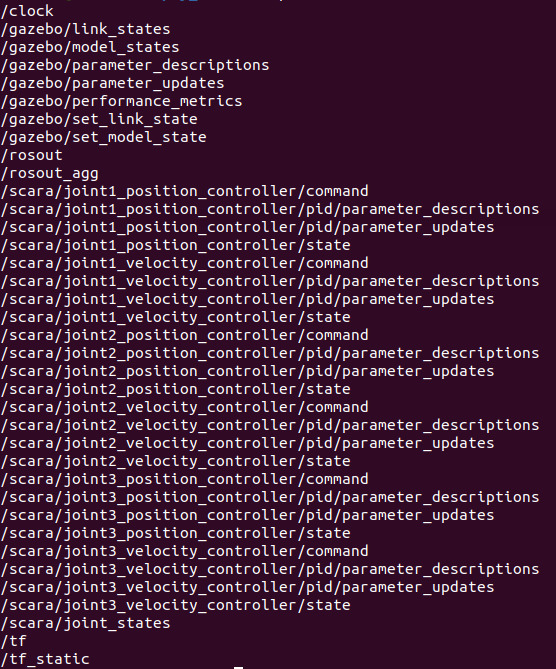 /clock
/gazebo/link_states
/gazebo/model_states
/gazebo/parameter_descriptions
/gazebo/parameter_updates
/gazebo/performance_metrics
/gazebo/set_link_state
/gazebo/set_model_state
/rosout
/rosout_agg
/scara/joint1_position_controller/command
/scara/joint1_position_controller/pid/parameter_descriptions
/scara/joint1_position_controller/pid/parameter_updates
/scara/joint1_position_controller/state
/scara/joint1_velocity_controller/command
/scara/joint1_velocity_controller/pid/parameter_descriptions
/scara/joint1_velocity_controller/pid/parameter_updates
/scara/joint1_velocity_controller/state
/scara/joint2_position_controller/command
/scara/joint2_position_controller/pid/parameter_descriptions
/scara/joint2_position_controller/pid/parameter_updates
/scara/joint2_position_controller/state
/scara/joint2_velocity_controller/command
/scara/joint2_velocity_controller/pid/parameter_descriptions
/scara/joint2_velocity_controller/pid/parameter_updates
/scara/joint2_velocity_controller/state
/scara/joint3_position_controller/command
/scara/joint3_position_controller/pid/parameter_descriptions
/scara/joint3_position_controller/pid/parameter_updates
/scara/joint3_position_controller/state
/scara/joint3_velocity_controller/command
/scara/joint3_velocity_controller/pid/parameter_descriptions
/scara/joint3_velocity_controller/pid/parameter_updates
/scara/joint3_velocity_controller/state
/scara/joint_states
/tf
/tf_static